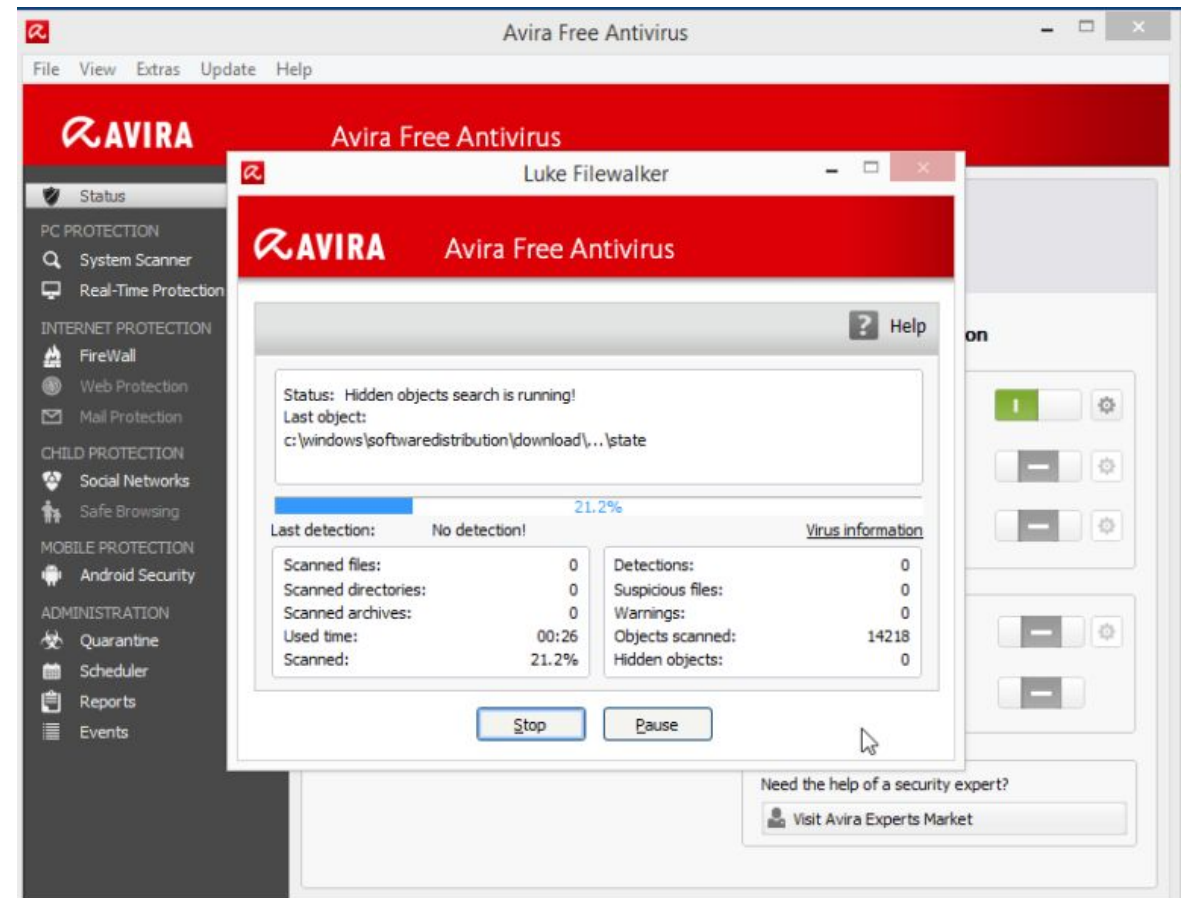 Avira Free Antivirus
File View Extras Update Help
AVIRA Avira Free Antivirus
Status
PC PROTECTION
System Scanner
Real-Time Protection
INTERNET PROTECTION
FireWall
Web Protection
Mail Protection
CHILD PROTECTION
Social Networks
Safe Browsing
MOBILE PROTECTION
Android Security
ADMINISTRATION
Quarantine
Scheduler
Reports
Events
Luke Filewalker
AVIRA Avira Free Antivirus
? Help
Status: Hidden objects search is running!
Last object:
c:\windows\softwaredistribution\download\...\state
21.2%
Last detection: No detection! Virus information
Scanned files: 0
Scanned directories: 0
Scanned archives: 0
Used time: 00:26
Scanned: 21.2%
Detections: 0
Suspicious files: 0
Warnings: 0
Objects scanned: 14218
Hidden objects: 0
Stop Pause
on
Need the help of a security expert?
Visit Avira Experts Market